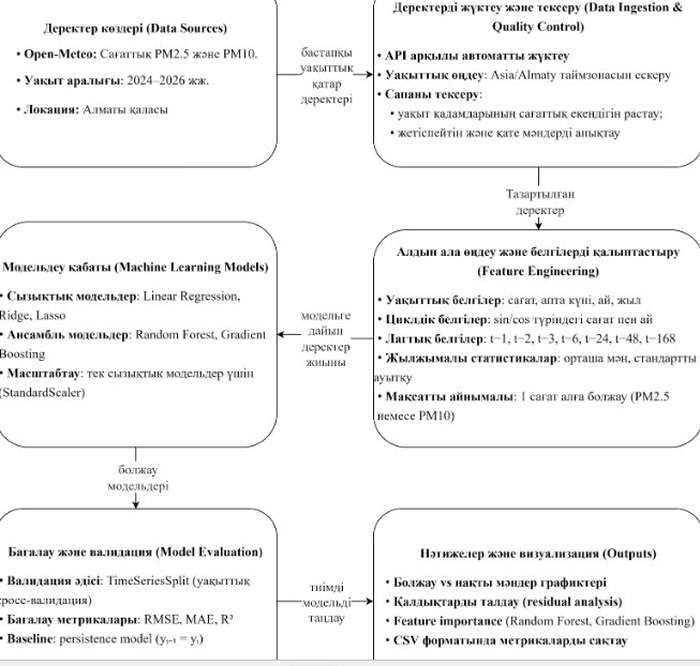 Деректер көздері (Data Sources)
• Open-Meteo: Сағаттық PM2.5 және PM10.
• Уақыт аралығы: 2024–2026 жж.
• Локация: Алматы қаласы
бастапқы
уақыттық
қатар
деректері
Деректерді жүктеу және тексеру (Data Ingestion &
Quality Control)
• API арқылы автоматты жүктеу
• Уақыттық өңдеу: Asia/Almaty таймзонасын ескеру
• Сапаны тексеру:
• уақыт қадамдарының сағаттық екендігін растау;
• жетіспейтін және қате мәндерді анықтау
Тазартылған
деректер
Алдын ала өңдеу және белгілерді қалыптастыру
(Feature Engineering)
• Уақыттық белгілер: сағат, апта күні, ай, жыл
• Циклдік белгілер: sin/cos түріндегі сағат пен ай
• Лагтық белгілер: t−1, t−2, t−3, t−6, t−24, t−48, t−168
• Жылжымалы статистикалар: орташа мән, стандартты
ауытқу
• Мақсатты айнымалы: 1 сағат алға болжау (PM2.5
немесе PM10)
модельге
дайын
деректер
жиыны
Модельдеу қабаты (Machine Learning Models)
• Сызықтық модельдер: Linear Regression,
Ridge, Lasso
• Ансамбль модельдер: Random Forest, Gradient
Boosting
• Масштабтау: тек сызықтық модельдер үшін
(StandardScaler)
болжау
модельдері
Бағалау және валидация (Model Evaluation)
• Валидация әдісі: TimeSeriesSplit (уақыттық
кросс-валидация)
• Бағалау метрикалары: RMSE, MAE, R²
• Baseline: persistence model (yₜ₋₁ = yₜ)
тиімді
модельді
таңдау
Нәтижелер және визуализация (Outputs)
• Болжау vs нақты мәндер графиктері
• Қалдықтарды талдау (residual analysis)
• Feature importance (Random Forest, Gradient Boosting)
• CSV форматында метрикаларды сақтау